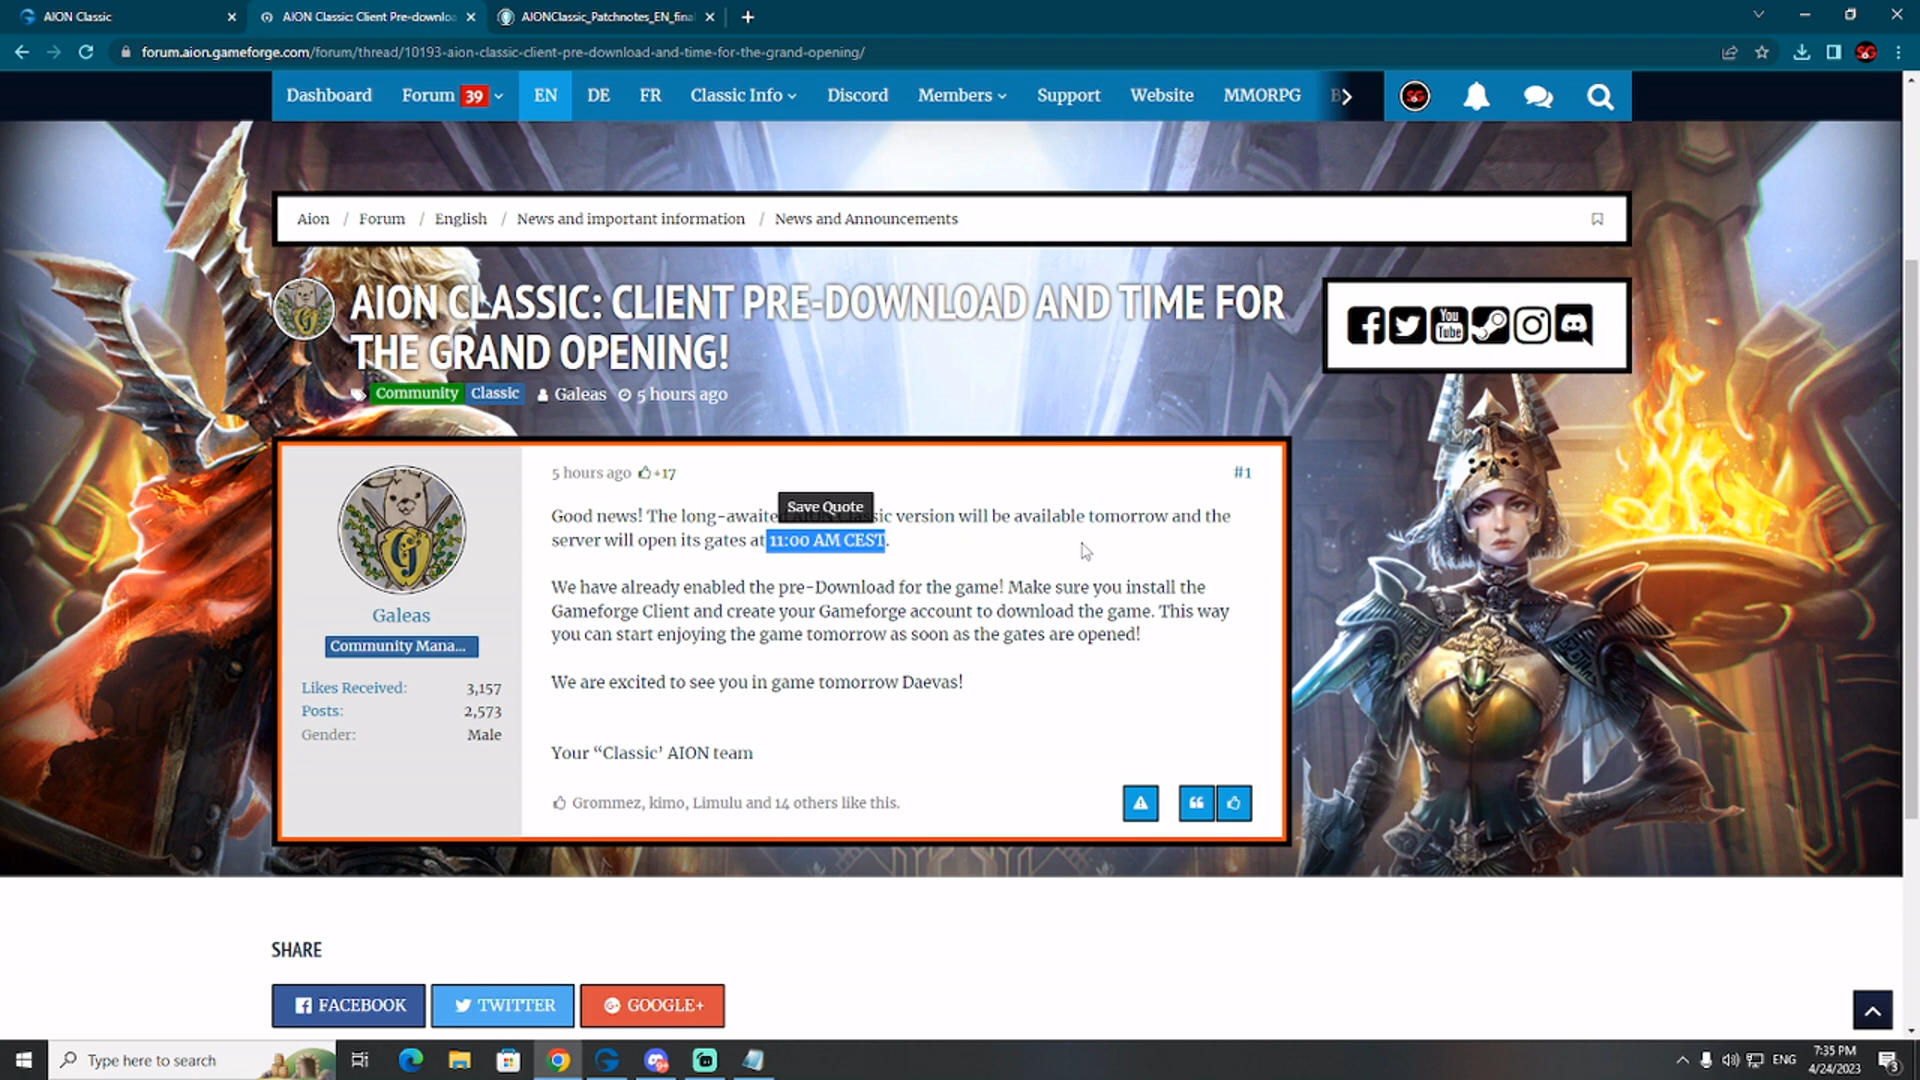 AION Classic
AION Classic: Client Pre-downlo
AIONClassic_Patchnotes_EN_fina
forum.aion.gameforge.com/forum/thread/10193-aion-classic-client-pre-download-and-time-for-the-grand-opening/
Dashboard
Forum 39
EN
DE
FR
Classic Info
Discord
Members
Support
Website
MMORPG
B
SG
Aion / Forum / English / News and important information / News and Announcements
AION CLASSIC: CLIENT PRE-DOWNLOAD AND TIME FOR
THE GRAND OPENING!
Community Classic Galeas 5 hours ago
You
Tube
5 hours ago +17
#1
Save Quote
Good news! The long-awaited AION Classic version will be available tomorrow and the
server will open its gates at 11:00 AM CEST.
We have already enabled the pre-Download for the game! Make sure you install the
Gameforge Client and create your Gameforge account to download the game. This way
you can start enjoying the game tomorrow as soon as the gates are opened!
We are excited to see you in game tomorrow Daevas!
Your “Classic’ AION team
Grommez, kimo, Limulu and 14 others like this.
Galeas
Community Mana...
Likes Received: 3,157
Posts: 2,573
Gender: Male
SHARE
FACEBOOK
TWITTER
GOOGLE+
Type here to search
ENG
7:35 PM
4/24/2023
3